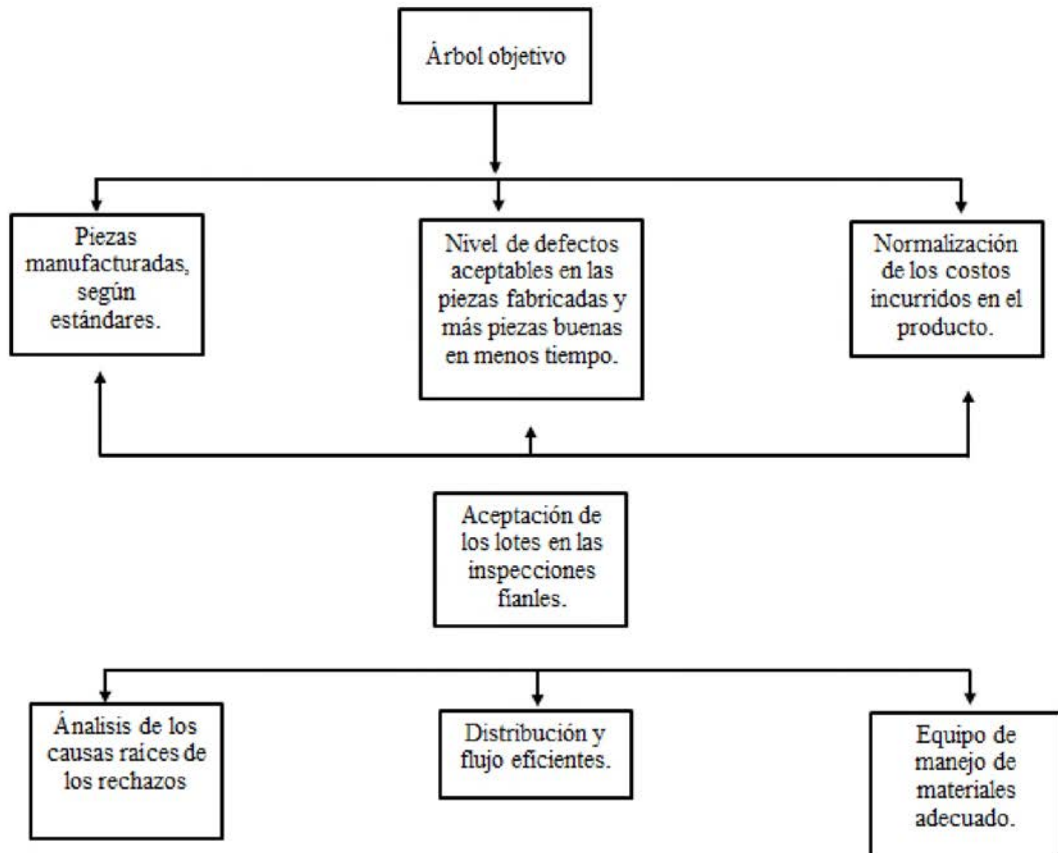 Árbol objetivo
Piezas
manufacturadas,
según
estándares.
Nivel de defectos
aceptables en las
piezas fabricadas y
más piezas buenas
en menos tiempo.
Normalización
de los costos
incurridos en el
producto.
Aceptación de
los lotes en las
inspecciones
fíanles.
Ánalisis de los
causas raíces de
los rechazos
Distribución y
flujo eficientes.
Equipo de
manejo de
materiales
adecuado.